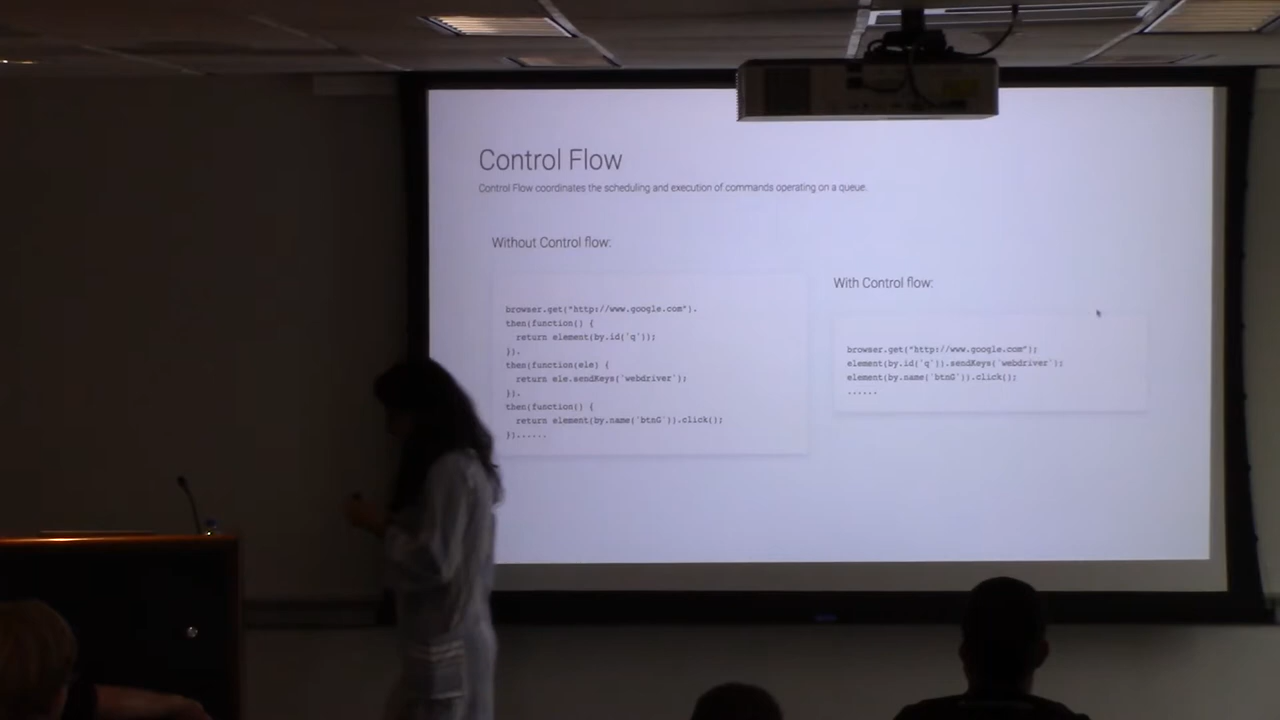 Control Flow
Control Flow coordinates the scheduling and execution of commands operating on a queue.
Without Control flow:
browser.get("http://www.google.com").
then(function() {
return element(by.id('q'));
}).
then(function(ele) {
return ele.sendKeys('webdriver');
}).
then(function() {
return element(by.name('btnG')).click();
})......
With Control flow:
browser.get("http://www.google.com");
element(by.id('q')).sendKeys('webdriver');
element(by.name('btnG')).click();
......